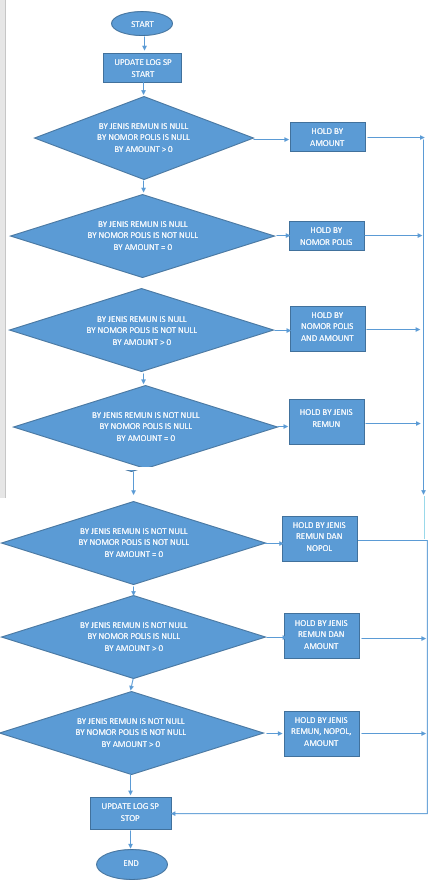 START
UPDATE LOG SP
START
BY JENIS REMUN IS NULL
BY NOMOR POLIS IS NULL
BY AMOUNT > 0
HOLD BY
AMOUNT
BY JENIS REMUN IS NULL
BY NOMOR POLIS IS NOT NULL
BY AMOUNT = 0
HOLD BY
NOMOR POLIS
BY JENIS REMUN IS NULL
BY NOMOR POLIS IS NOT NULL
BY AMOUNT > 0
HOLD BY
NOMOR POLIS
AND AMOUNT
BY JENIS REMUN IS NOT NULL
BY NOMOR POLIS IS NULL
BY AMOUNT = 0
HOLD BY JENIS
REMUN
BY JENIS REMUN IS NOT NULL
BY NOMOR POLIS IS NOT NULL
BY AMOUNT = 0
HOLD BY JENIS
REMUN DAN
NOPOL
BY JENIS REMUN IS NOT NULL
BY NOMOR POLIS IS NULL
BY AMOUNT > 0
HOLD BY JENIS
REMUN DAN
AMOUNT
BY JENIS REMUN IS NOT NULL
BY NOMOR POLIS IS NOT NULL
BY AMOUNT > 0
HOLD BY JENIS
REMUN, NOPOL,
AMOUNT
UPDATE LOG SP
STOP
END